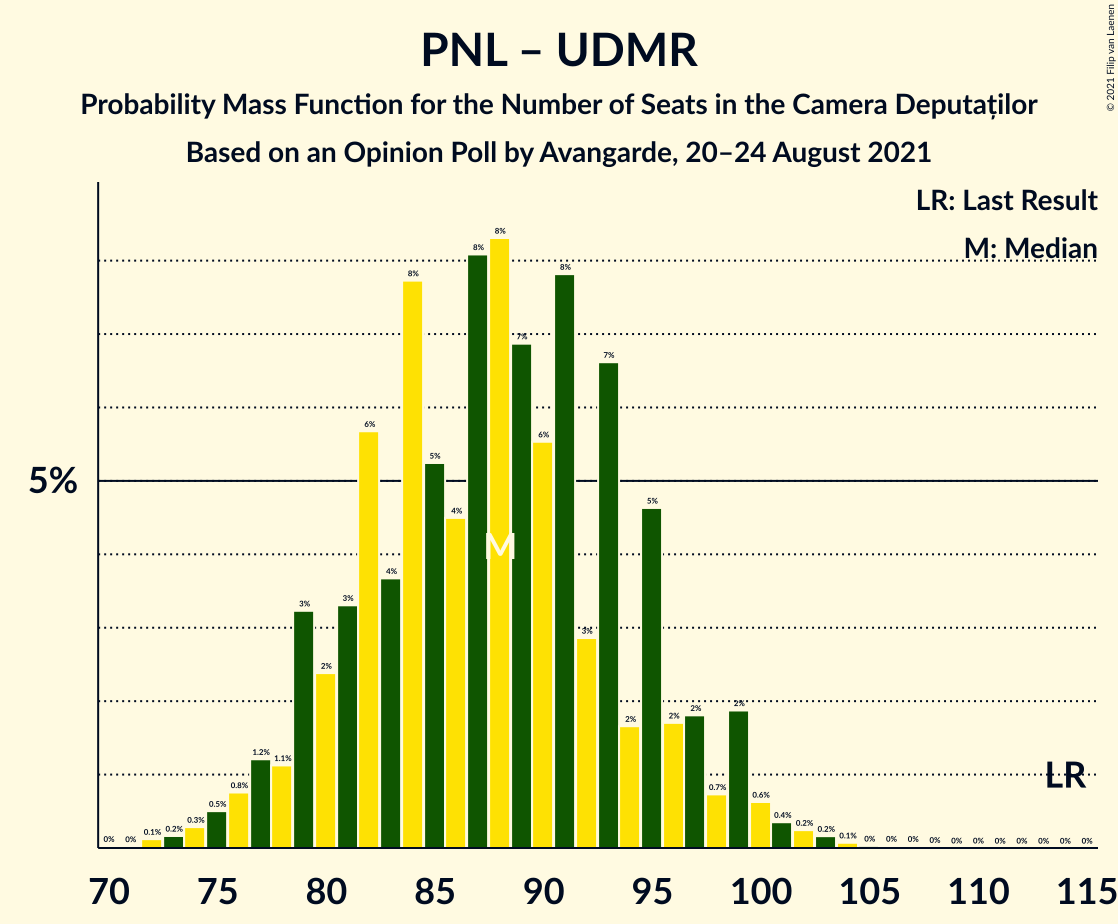 © 2021 Filip van Laenen
PNL – UDMR
Probability Mass Function for the Number of Seats in the Camera Deputaților
Based on an Opinion Poll by Avangarde, 20–24 August 2021
LR: Last Result
M: Median
5%
0% 0% 0.1% 0.2% 0.3% 0.5% 0.8% 1.2% 1.1% 3% 2% 3% 6% 4% 8% 5% 4% 8% 8% 7% 6% 8% 3% 7% 2% 5% 2% 2% 0.7% 2% 0.6% 0.4% 0.2% 0.2% 0.1% 0% 0% 0% 0% 0% 0% 0% 0% 0% 0% 0%
M
LR
70 75 80 85 90 95 100 105 110 115